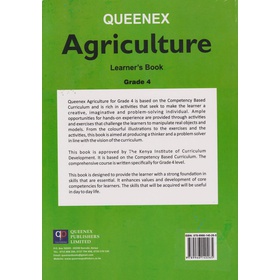 QUEENEX
Agriculture
Learner's Book
Grade 4
Queenex Agriculture for Grade 4 is based on the Competency Based
Curriculum and is rich in activities that seek to make the learner a
creative, imaginative and problem-solving individual. Ample
opportunities for hands-on experience are provided through activities
and exercises that challenge the learners to manipulate real objects and
models. From the colourful illustrations to the exercises and the
activities, this book is aimed at producing a thinker and a problem solver
in line with the vision of the curriculum.
This book is approved by The Kenya Institute of Curriculum
Development. It is based on the Competency Based Curriculum. The
comprehensive course is written specifically for Grade 4 level.
This book is designed to provide the learner with a strong foundation in
skills that are essential. It enhances values and development of core
competencies for learners. The skills that will be acquired will be useful
in day to day life.
QUEENEX
PUBLISHERS
LIMITED